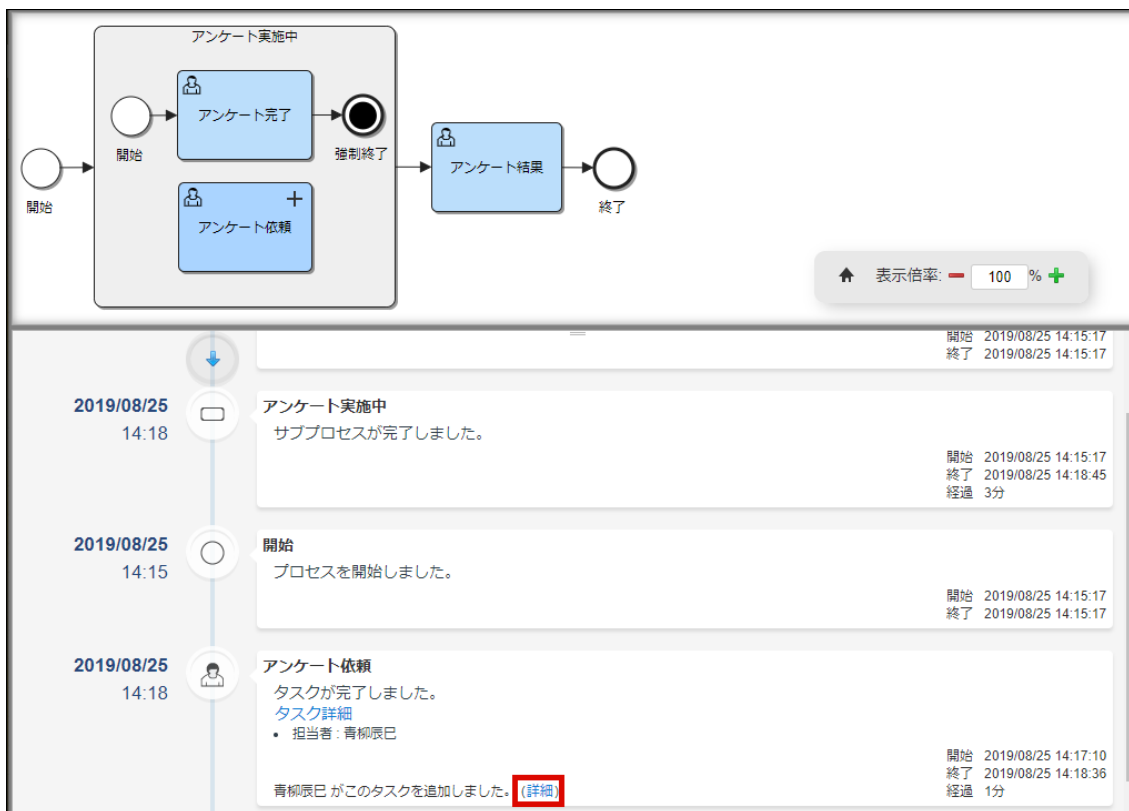 アンケート実施中
アンケート完了
開始
強制終了
アンケート結果
開始
アンケート依頼
終了
表示倍率: 100 %
開始 2019/08/25 14:15:17
終了 2019/08/25 14:15:17
2019/08/25
14:18
アンケート実施中
サブプロセスが完了しました。
開始 2019/08/25 14:15:17
終了 2019/08/25 14:18:45
経過 3分
2019/08/25
14:15
開始
プロセスを開始しました。
開始 2019/08/25 14:15:17
終了 2019/08/25 14:15:17
2019/08/25
14:18
アンケート依頼
タスクが完了しました。
タスク詳細
• 担当者 : 青柳辰巳
開始 2019/08/25 14:17:10
終了 2019/08/25 14:18:36
経過 1分
青柳辰巳 がこのタスクを追加しました。 (詳細)